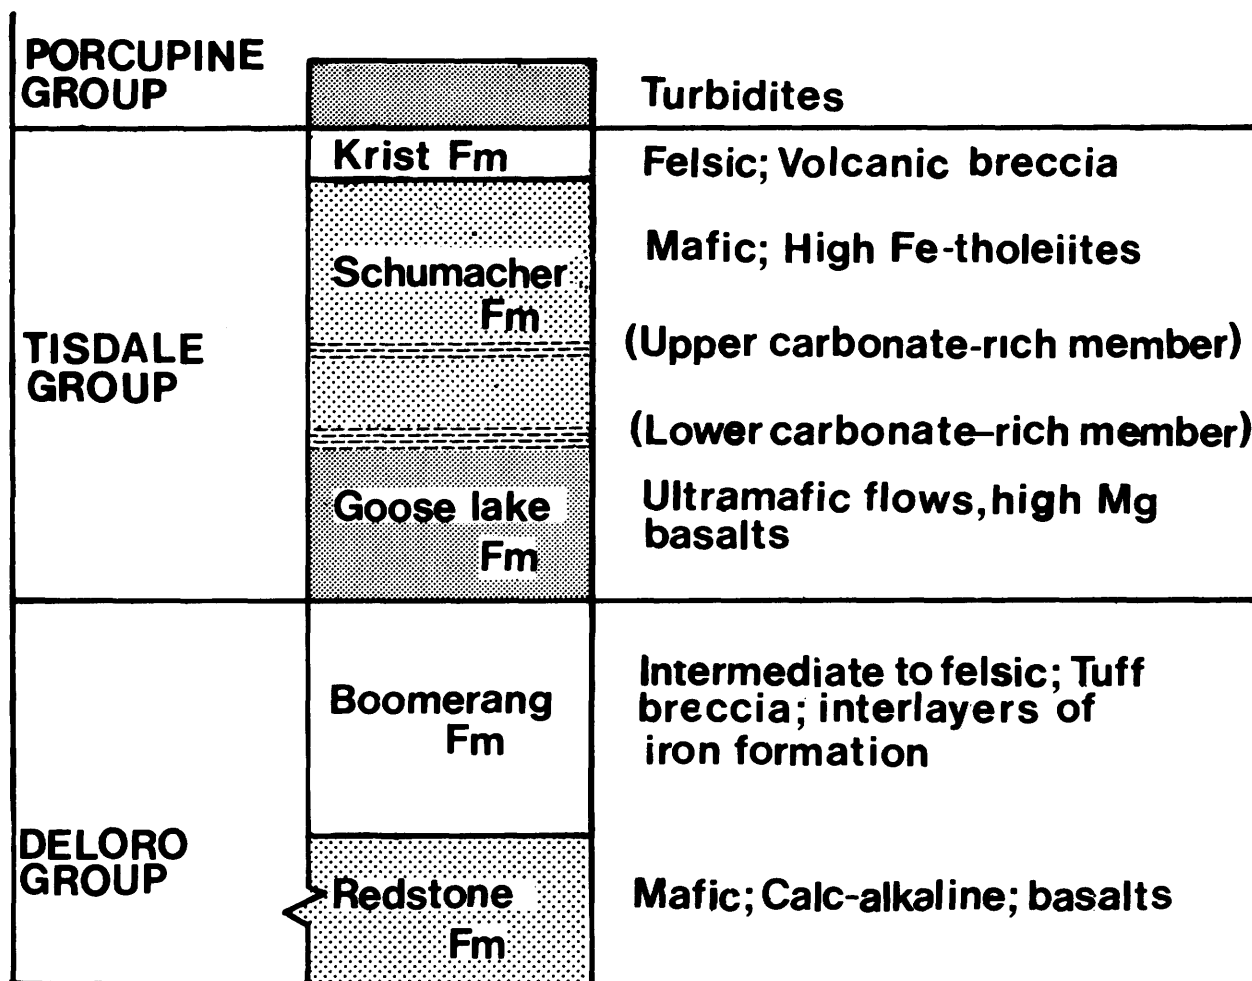 PORCUPINE
GROUP
Turbidites
Krist Fm
Felsic; Volcanic breccia
Schumacher
Fm
Mafic; High Fe-tholeiites
TISDALE
GROUP
(Upper carbonate-rich member)
(Lower carbonate-rich member)
Goose lake
Fm
Ultramafic flows, high Mg
basalts
Boomerang
Fm
Intermediate to felsic; Tuff
breccia; interlayers of
iron formation
DELORO
GROUP
Redstone
Fm
Mafic; Calc-alkaline; basalts